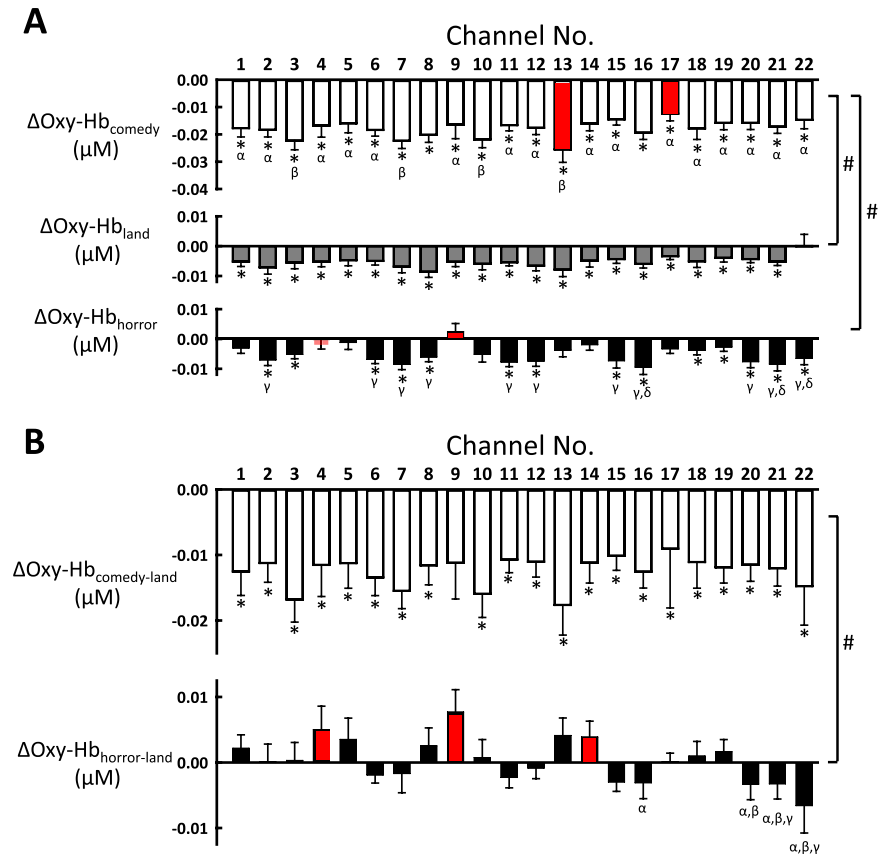 A
Channel No.
1 2 3 4 5 6 7 8 9 10 11 12 13 14 15 16 17 18 19 20 21 22
0.00
-0.01
-0.02
-0.03
-0.04
ΔOxy-Hbcomedy
(μM)
* * * * * * * * * * * * * * * * * * * * * *
α α β α α α β α β α α β α α α α α α α α
#
#
0.01
0.00
-0.01
ΔOxy-Hbland
(μM)
* * * * * * * * * * * * * * * * * * * * *
0.01
0.00
-0.01
ΔOxy-Hbhorror
(μM)
* * * * * * * * * * * * * *
γ γ γ γ γ γ γ γ,δ γ γ,δ γ,δ
B
Channel No.
1 2 3 4 5 6 7 8 9 10 11 12 13 14 15 16 17 18 19 20 21 22
0.00
-0.01
-0.02
ΔOxy-Hbcomedy-land
(μM)
* * * * * * * * * * * * * * * * * * * * *
#
0.01
0.00
-0.01
ΔOxy-Hbhorror-land
(μM)
α α,β α,β,γ
α,β,γ